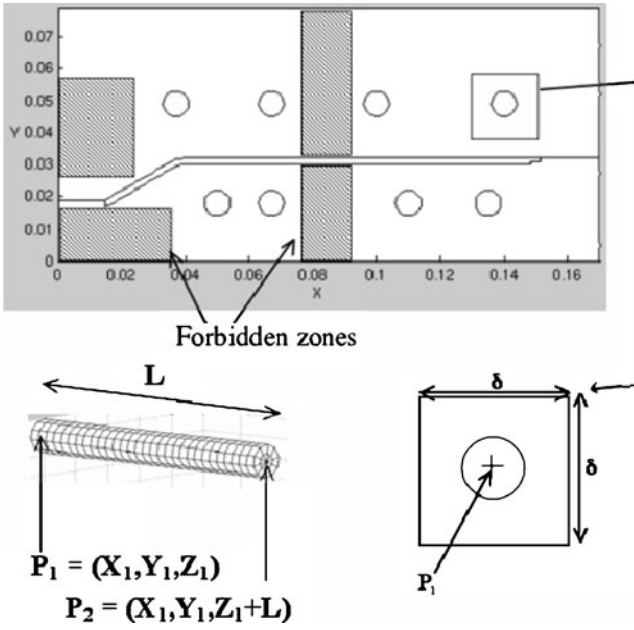 0.07
0.06
0.05
Y 0.04
0.03
0.02
0.01
0
0 0.02 0.04 0.06 0.08 0.1 0.12 0.14 0.16
X
Forbidden zones
L
δ
δ
P₁ = (X₁,Y₁,Z₁)
P₂ = (X₁,Y₁,Z₁+L)
P₁